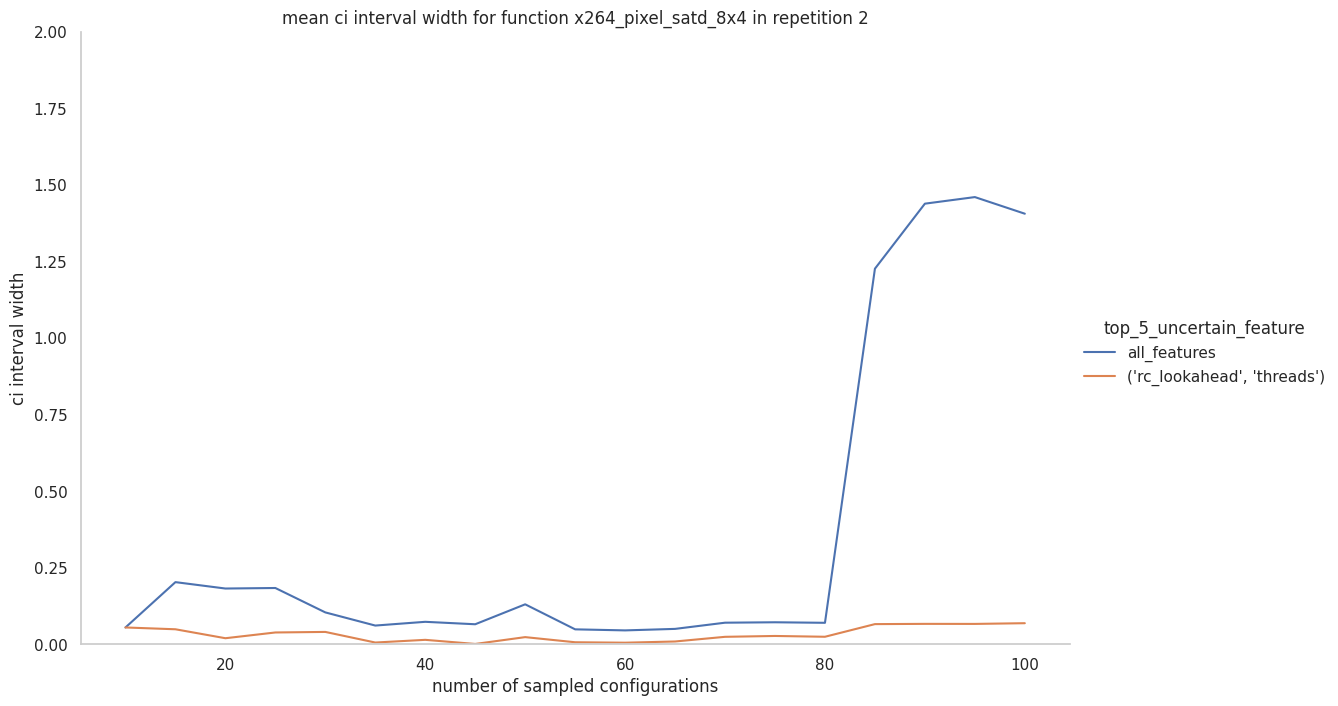 mean ci interval width for function x264_pixel_satd_8x4 in repetition 2
2.00
1.75
1.50
1.25
1.00
0.75
0.50
0.25
0.00
ci interval width
20
40
60
80
100
number of sampled configurations
top_5_uncertain_feature
all_features
('rc_lookahead', 'threads')